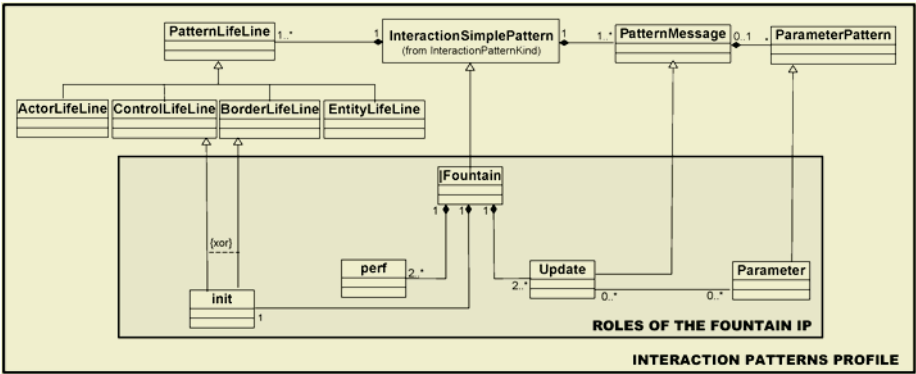 PatternLifeLine
1..*
1
InteractionSimplePattern
(from InteractionPatternKind)
1
1..*
PatternMessage
0..1
*
ParameterPattern
ActorLifeLine
ControlLifeLine
BorderLifeLine
EntityLifeLine
|Fountain
1
1
1
{xor}
perf
2..*
Update
2..*
0..*
0..*
Parameter
init
1
ROLES OF THE FOUNTAIN IP
INTERACTION PATTERNS PROFILE